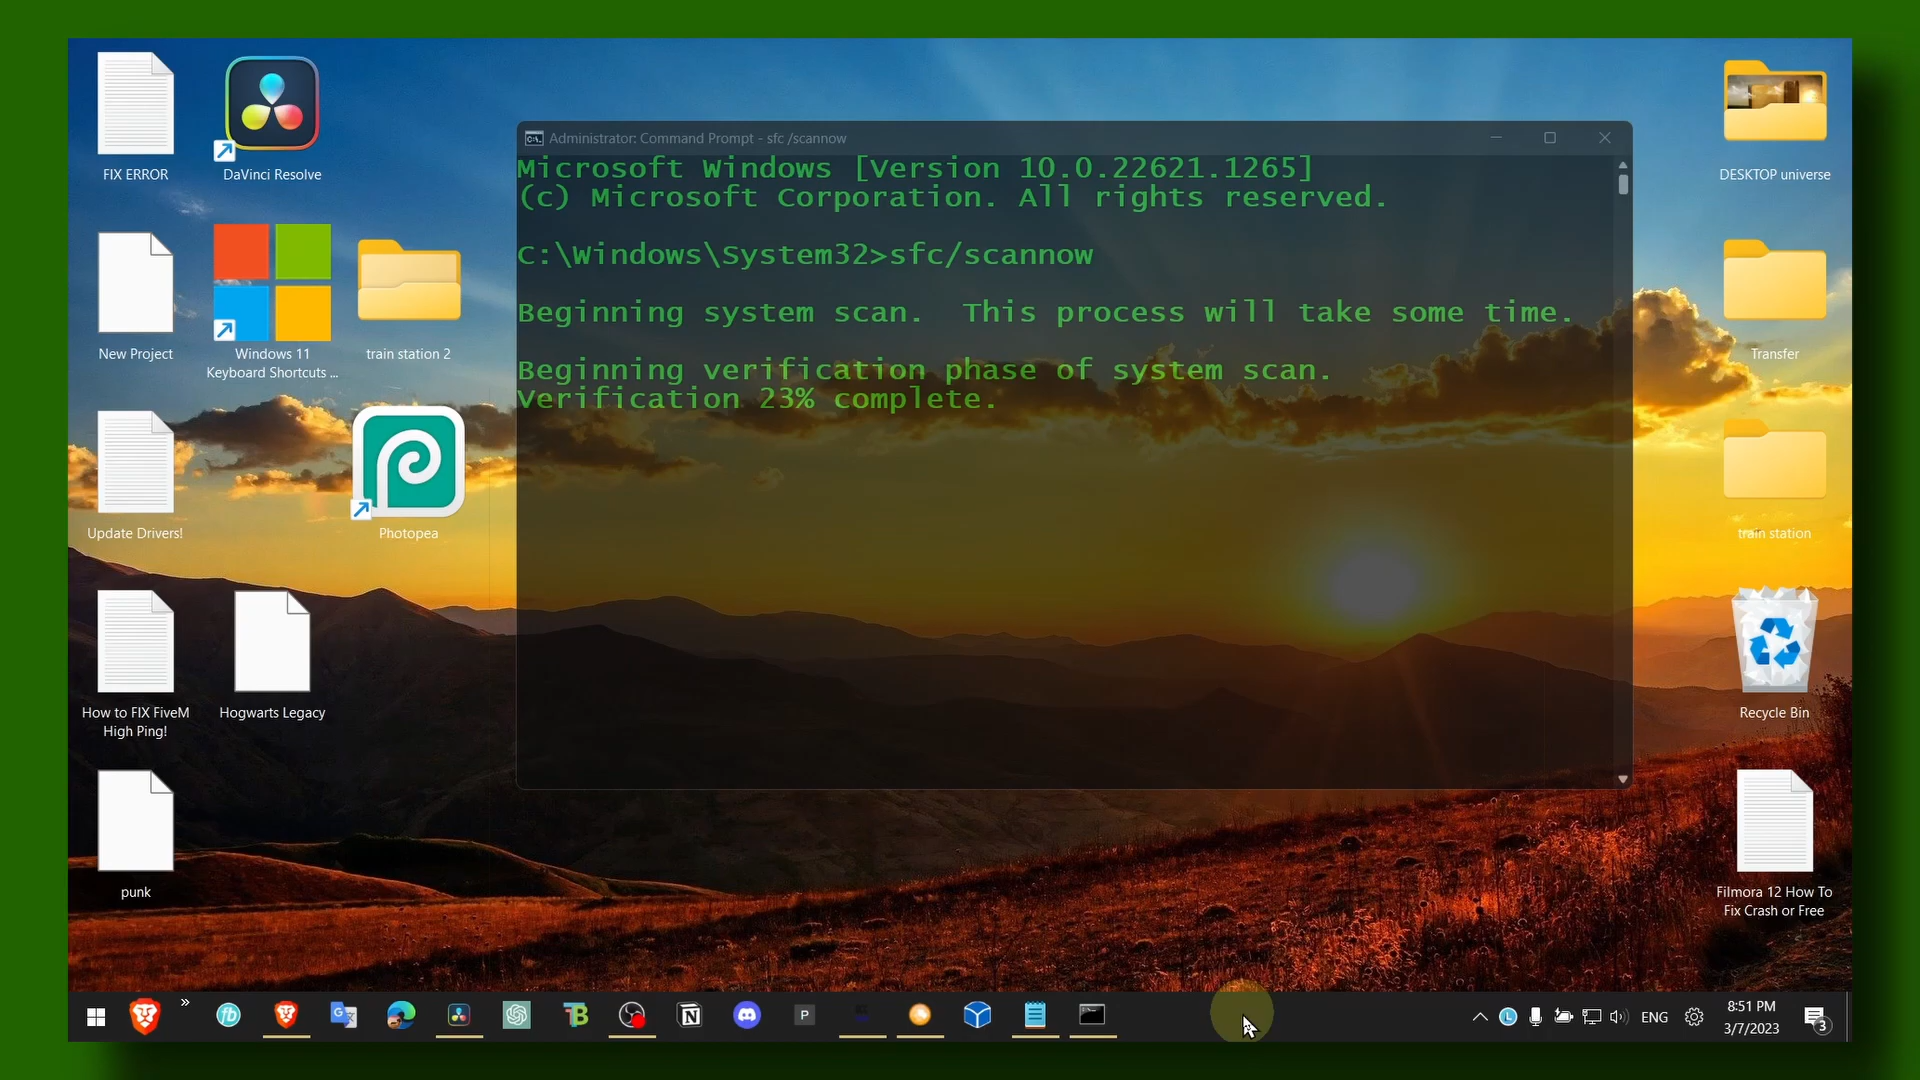 FIX ERROR
DaVinci Resolve
New Project
Windows 11
Keyboard Shortcuts ...
train station 2
Update Drivers!
Photopea
How to FIX FiveM
High Ping!
Hogwarts Legacy
punk
Administrator: Command Prompt - sfc /scannow
Microsoft Windows [Version 10.0.22621.1265]
(c) Microsoft Corporation. All rights reserved.
C:\Windows\System32>sfc/scannow
Beginning system scan.  This process will take some time.
Beginning verification phase of system scan.
Verification 23% complete.
DESKTOP universe
Transfer
train station
Recycle Bin
Filmora 12 How To
Fix Crash or Free
fb
TB
P
L
ENG
8:51 PM
3/7/2023
3